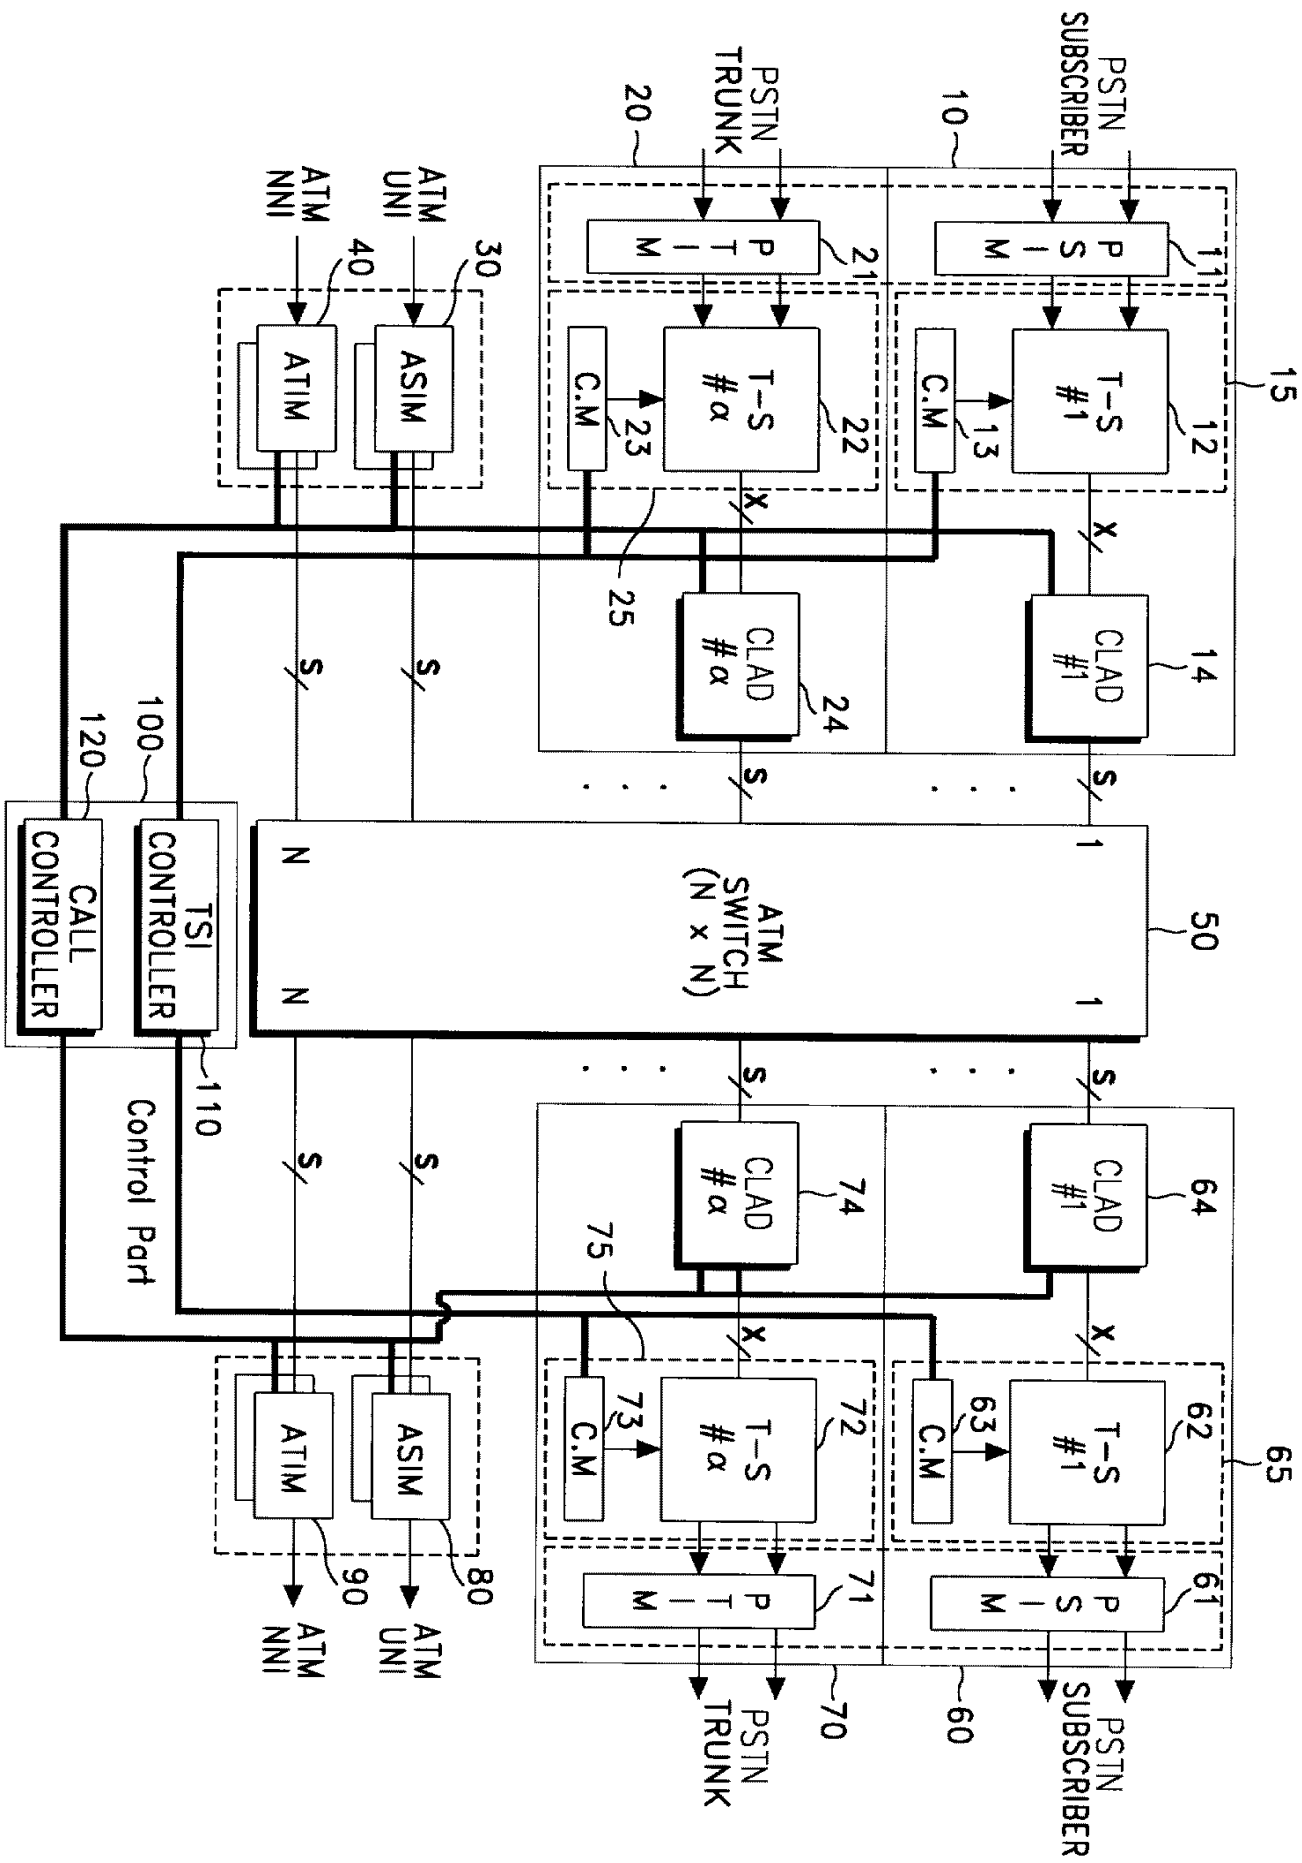 PSTN
SUBSCRIBER
10
11
P S I M
15
T-S
#1
12
C.M
13
X
CLAD
#1
14
S
1
PSTN
TRUNK
20
P T I M
21
T-S
#α
22
C.M
23
25
X
CLAD
#α
24
S
ATM
UNI
30
ASIM
S
ATM
NNI
40
ATIM
S
N
ATM
SWITCH
(N x N)
50
1
N
100
TSI
CONTROLLER
110
120
CALL
CONTROLLER
Control Part
S
CLAD
#1
64
X
T-S
#1
62
C.M
63
65
P S I M
61
60
PSTN
SUBSCRIBER
S
CLAD
#α
74
75
X
T-S
#α
72
C.M
73
P T I M
71
70
PSTN
TRUNK
S
ASIM
80
ATM
UNI
S
ATIM
90
ATM
NNI